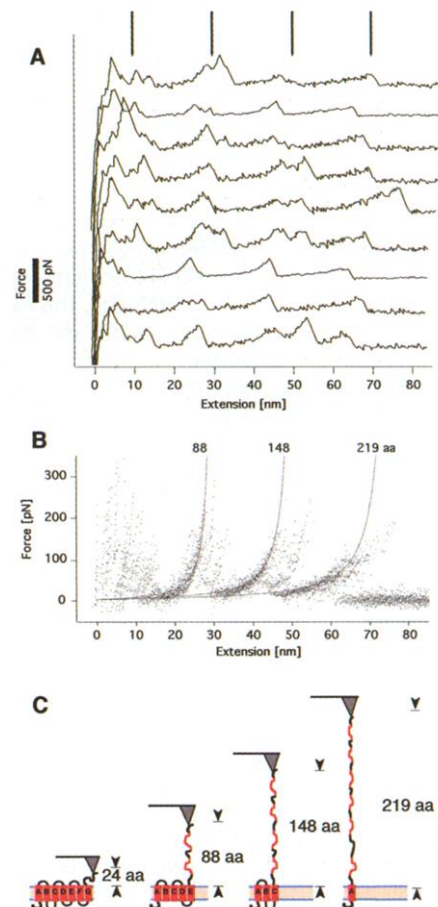 A
Force
500 pN
0 10 20 30 40 50 60 70 80
Extension [nm]
B
88 148 219 aa
Force [pN]
300
200
100
0
0 10 20 30 40 50 60 70 80
Extension [nm]
C
24 aa
88 aa
148 aa
219 aa
A B C D E F G
A B C D E
A B C
A